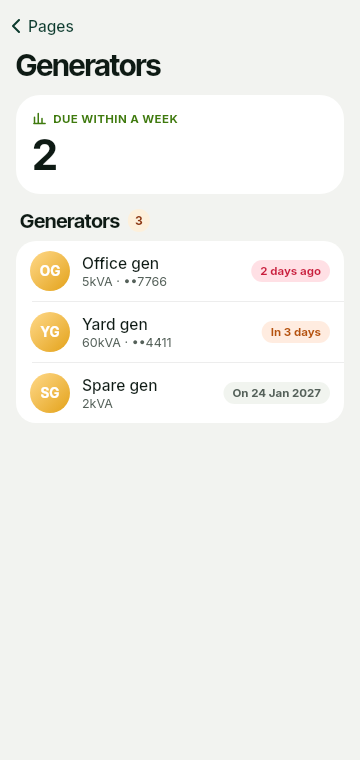 Pages
Generators
DUE WITHIN A WEEK
2
Generators 3
OG Office gen 2 days ago
5kVA · ••7766
YG Yard gen In 3 days
60kVA · ••4411
SG Spare gen On 24 Jan 2027
2kVA